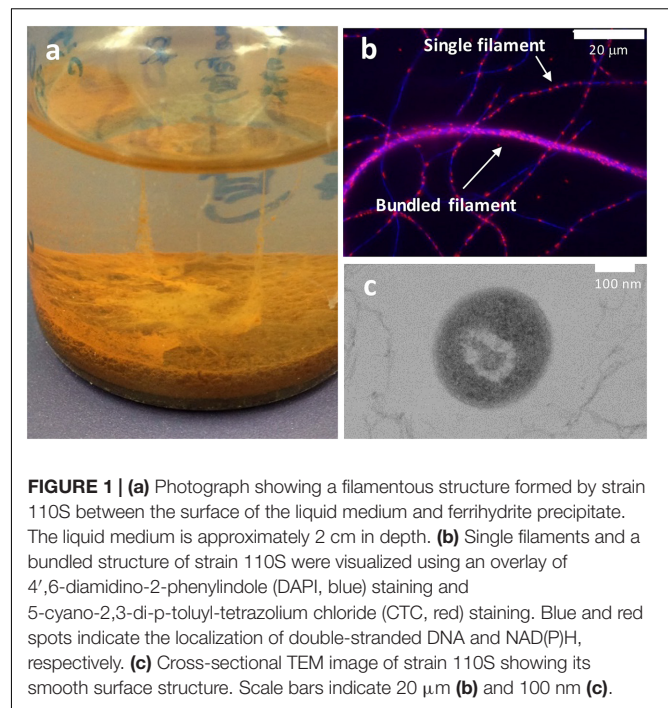 a
b
Single filament
20 μm
Bundled filament
c
100 nm
FIGURE 1 | (a) Photograph showing a filamentous structure formed by strain
110S between the surface of the liquid medium and ferrihydrite precipitate.
The liquid medium is approximately 2 cm in depth. (b) Single filaments and a
bundled structure of strain 110S were visualized using an overlay of
4′,6-diamidino-2-phenylindole (DAPI, blue) staining and
5-cyano-2,3-di-p-toluyl-tetrazolium chloride (CTC, red) staining. Blue and red
spots indicate the localization of double-stranded DNA and NAD(P)H,
respectively. (c) Cross-sectional TEM image of strain 110S showing its
smooth surface structure. Scale bars indicate 20 μm (b) and 100 nm (c).